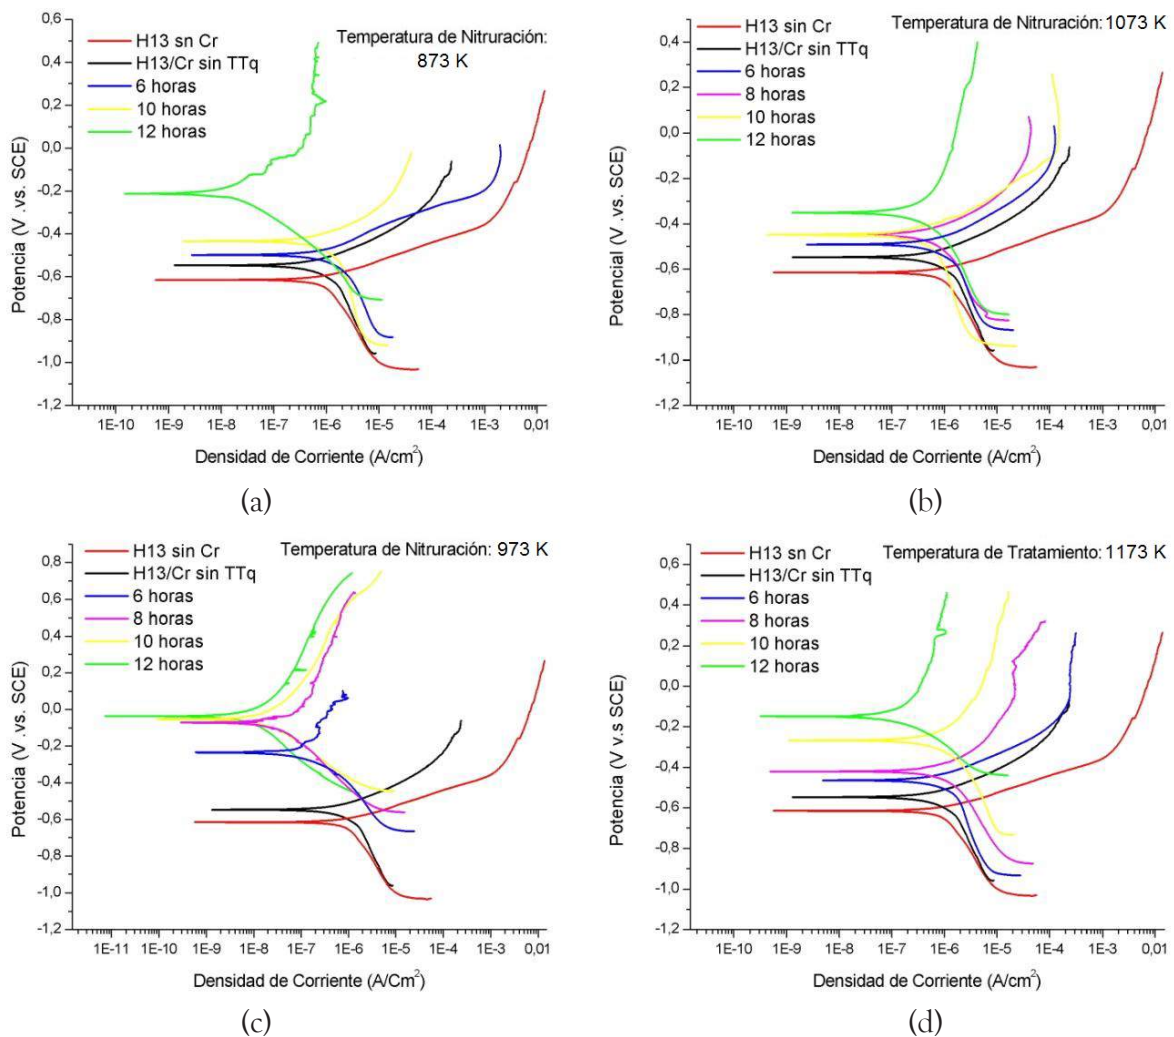 0,6
0,4
0,2
0,0
-0,2
-0,4
-0,6
-0,8
-1,0
-1,2
Potencia (V .vs. SCE)
H13 sn Cr
H13/Cr sin TTq
6 horas
10 horas
12 horas
Temperatura de Nitruración:
873 K
1E-10 1E-9 1E-8 1E-7 1E-6 1E-5 1E-4 1E-3 0,01
Densidad de Corriente (A/cm²)
(a)
0,4
0,2
0,0
-0,2
-0,4
-0,6
-0,8
-1,0
-1,2
Potencial (V .vs. SCE)
H13 sin Cr
H13/Cr sin TTq
6 horas
8 horas
10 horas
12 horas
Temperatura de Nitruración: 1073 K
1E-10 1E-9 1E-8 1E-7 1E-6 1E-5 1E-4 1E-3 0,01
Densidad de Corriente (A/cm²)
(b)
0,8
0,6
0,4
0,2
0,0
-0,2
-0,4
-0,6
-0,8
-1,0
-1,2
Potencia (V .vs. SCE)
H13 sin Cr
H13/Cr sin TTq
6 horas
8 horas
10 horas
12 horas
Temperatura de Nitruración: 973 K
1E-11 1E-10 1E-9 1E-8 1E-7 1E-6 1E-5 1E-4 1E-3 0,01
Densidad de Corriente (A/Cm²)
(c)
0,6
0,4
0,2
0,0
-0,2
-0,4
-0,6
-0,8
-1,0
-1,2
Potencia (V v.s SCE)
H13 sn Cr
H13/Cr sin TTq
6 horas
8 horas
10 horas
12 horas
Temperatura de Tratamiento: 1173 K
1E-10 1E-9 1E-8 1E-7 1E-6 1E-5 1E-4 1E-3 0,01
Densidad de Corriente (A/cm²)
(d)